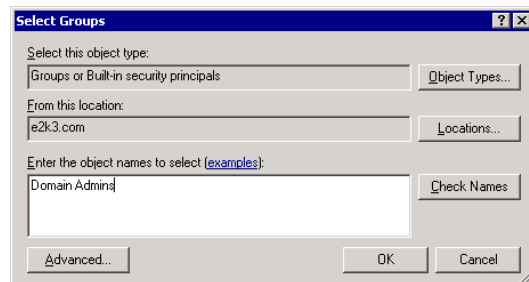 Select Groups
Select this object type:
Groups or Built-in security principals
Object Types...
From this location:
e2k3.com
Locations...
Enter the object names to select (examples):
Domain Admins
Check Names
Advanced...
OK
Cancel